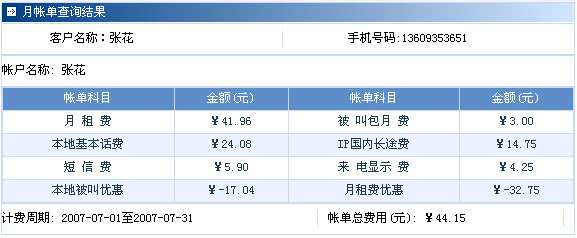 月帐单查询结果
客户名称：张花 手机号码:13609353651
帐户名称: 张花
帐单科目 金额(元) 帐单科目 金额(元)
月 租 费 ￥41.96 被 叫包月 费 ￥3.00
本地基本话费 ￥24.08 IP国内长途费 ￥14.75
短 信 费 ￥5.90 来 电显示 费 ￥4.25
本地被叫优惠 ￥-17.04 月租费优惠 ￥-32.75
计费周期: 2007-07-01至2007-07-31 帐单总费用(元): ￥44.15